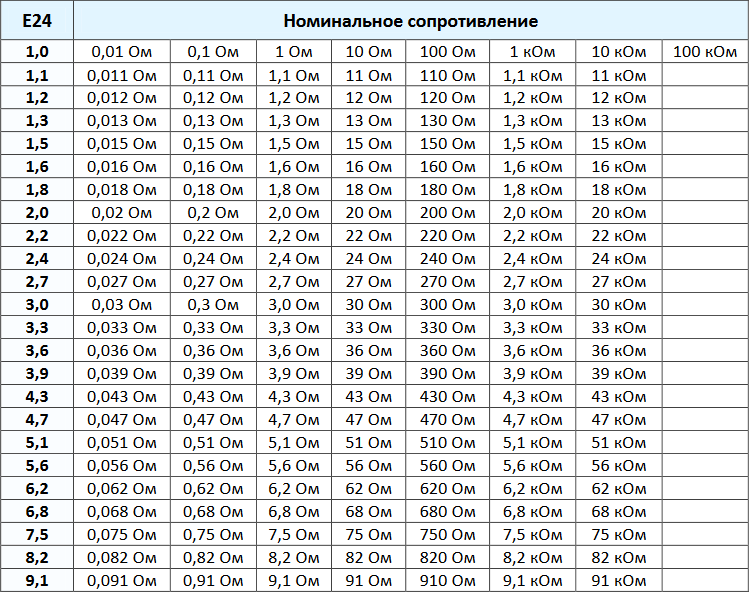 E24 Номинальное сопротивление
1,0 0,01 Ом 0,1 Ом 1 Ом 10 Ом 100 Ом 1 кОм 10 кОм 100 кОм
1,1 0,011 Ом 0,11 Ом 1,1 Ом 11 Ом 110 Ом 1,1 кОм 11 кОм
1,2 0,012 Ом 0,12 Ом 1,2 Ом 12 Ом 120 Ом 1,2 кОм 12 кОм
1,3 0,013 Ом 0,13 Ом 1,3 Ом 13 Ом 130 Ом 1,3 кОм 13 кОм
1,5 0,015 Ом 0,15 Ом 1,5 Ом 15 Ом 150 Ом 1,5 кОм 15 кОм
1,6 0,016 Ом 0,16 Ом 1,6 Ом 16 Ом 160 Ом 1,6 кОм 16 кОм
1,8 0,018 Ом 0,18 Ом 1,8 Ом 18 Ом 180 Ом 1,8 кОм 18 кОм
2,0 0,02 Ом 0,2 Ом 2,0 Ом 20 Ом 200 Ом 2,0 кОм 20 кОм
2,2 0,022 Ом 0,22 Ом 2,2 Ом 22 Ом 220 Ом 2,2 кОм 22 кОм
2,4 0,024 Ом 0,24 Ом 2,4 Ом 24 Ом 240 Ом 2,4 кОм 24 кОм
2,7 0,027 Ом 0,27 Ом 2,7 Ом 27 Ом 270 Ом 2,7 кОм 27 кОм
3,0 0,03 Ом 0,3 Ом 3,0 Ом 30 Ом 300 Ом 3,0 кОм 30 кОм
3,3 0,033 Ом 0,33 Ом 3,3 Ом 33 Ом 330 Ом 3,3 кОм 33 кОм
3,6 0,036 Ом 0,36 Ом 3,6 Ом 36 Ом 360 Ом 3,6 кОм 36 кОм
3,9 0,039 Ом 0,39 Ом 3,9 Ом 39 Ом 390 Ом 3,9 кОм 39 кОм
4,3 0,043 Ом 0,43 Ом 4,3 Ом 43 Ом 430 Ом 4,3 кОм 43 кОм
4,7 0,047 Ом 0,47 Ом 4,7 Ом 47 Ом 470 Ом 4,7 кОм 47 кОм
5,1 0,051 Ом 0,51 Ом 5,1 Ом 51 Ом 510 Ом 5,1 кОм 51 кОм
5,6 0,056 Ом 0,56 Ом 5,6 Ом 56 Ом 560 Ом 5,6 кОм 56 кОм
6,2 0,062 Ом 0,62 Ом 6,2 Ом 62 Ом 620 Ом 6,2 кОм 62 кОм
6,8 0,068 Ом 0,68 Ом 6,8 Ом 68 Ом 680 Ом 6,8 кОм 68 кОм
7,5 0,075 Ом 0,75 Ом 7,5 Ом 75 Ом 750 Ом 7,5 кОм 75 кОм
8,2 0,082 Ом 0,82 Ом 8,2 Ом 82 Ом 820 Ом 8,2 кОм 82 кОм
9,1 0,091 Ом 0,91 Ом 9,1 Ом 91 Ом 910 Ом 9,1 кОм 91 кОм